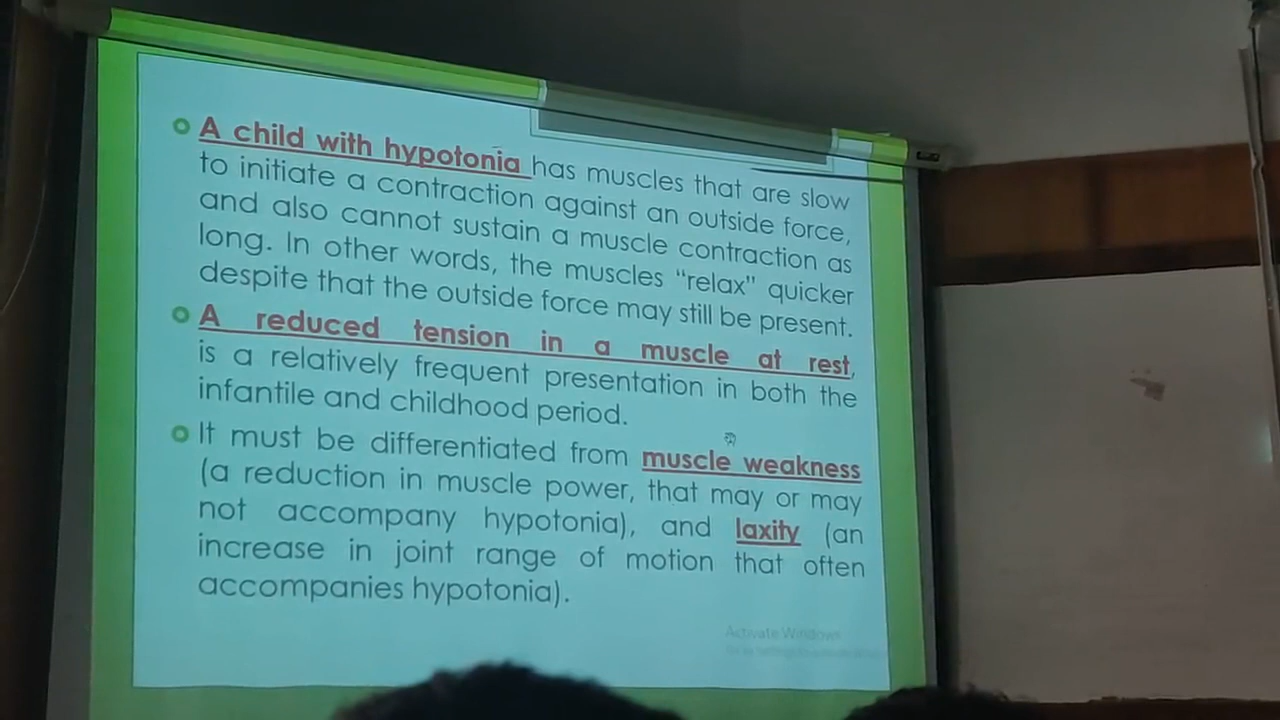 A child with hypotonia has muscles that are slow
to initiate a contraction against an outside force,
and also cannot sustain a muscle contraction as
long. In other words, the muscles “relax” quicker
despite that the outside force may still be present.
A reduced tension in a muscle at rest,
is a relatively frequent presentation in both the
infantile and childhood period.
It must be differentiated from muscle weakness
(a reduction in muscle power, that may or may
not accompany hypotonia), and laxity (an
increase in joint range of motion that often
accompanies hypotonia).
Activate Windows